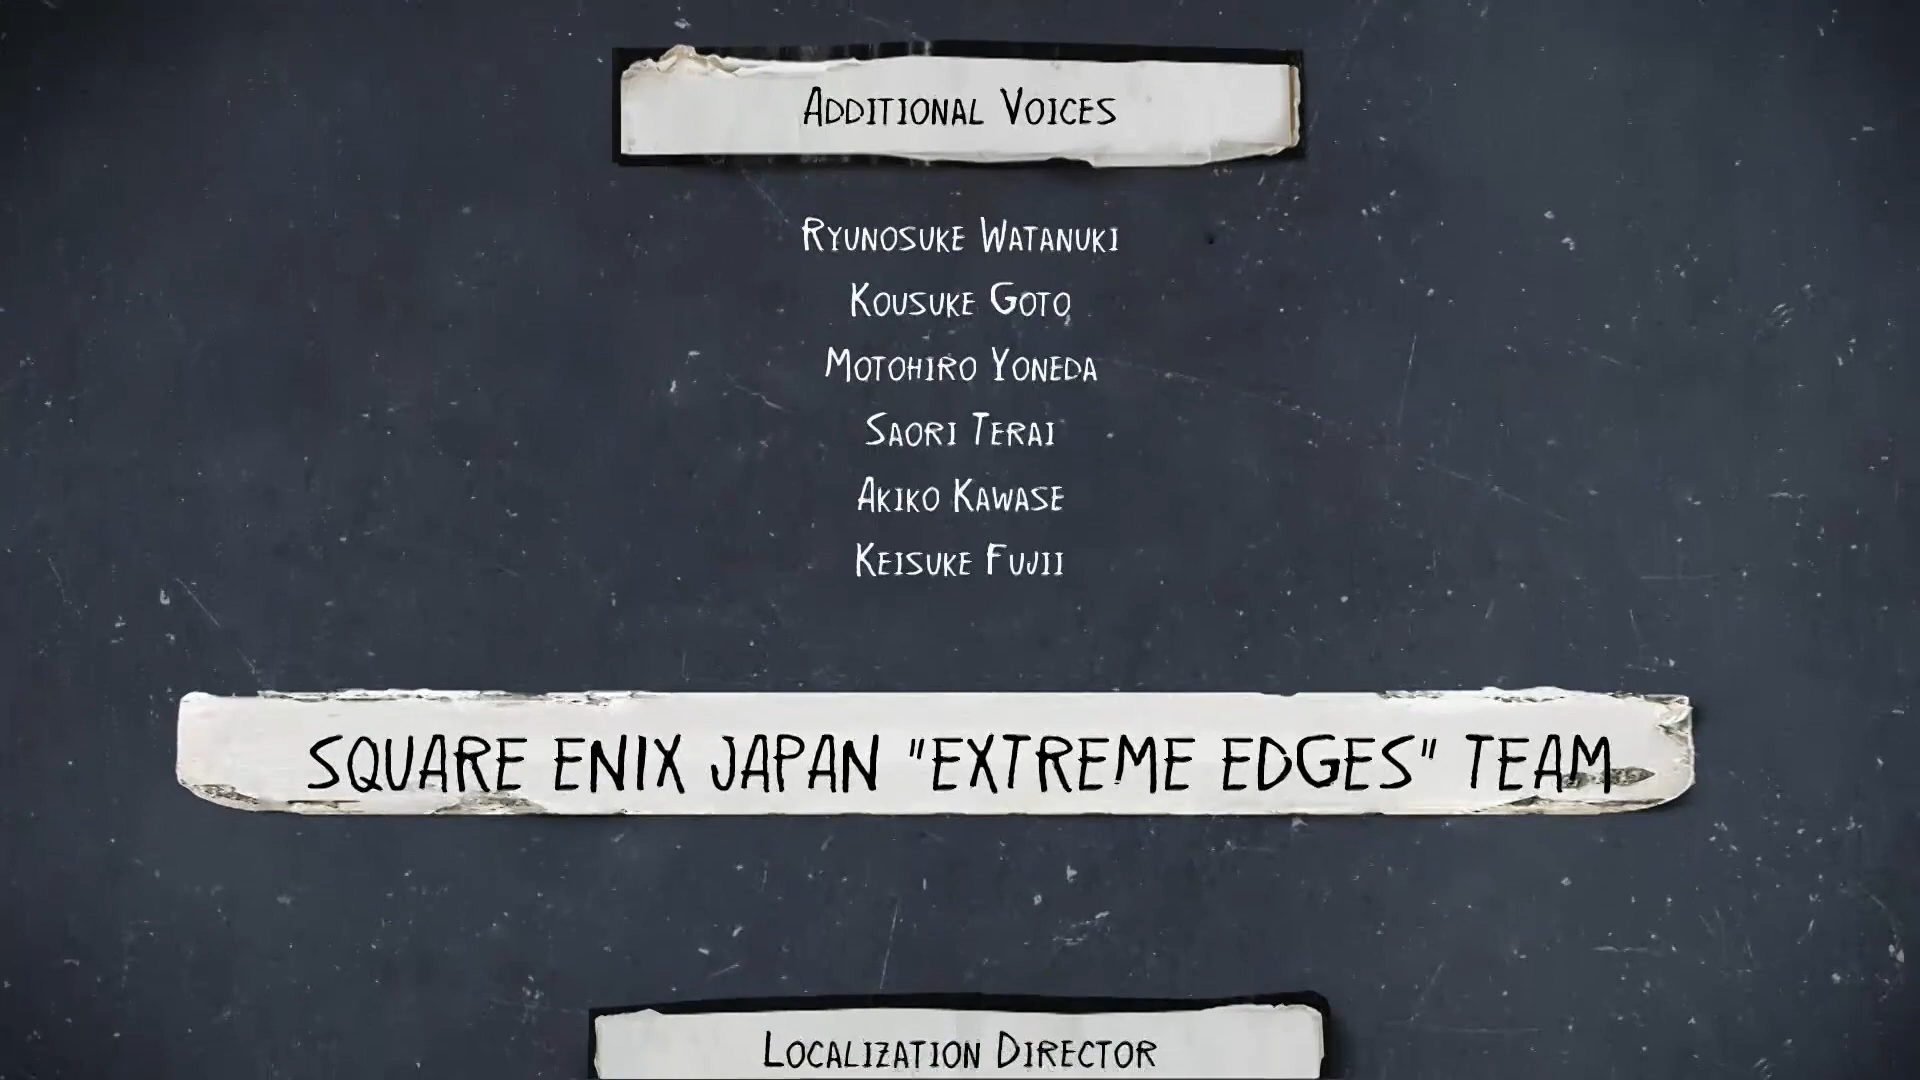 Additional Voices
Ryunosuke Watanuki
Kousuke Goto
Motohiro Yoneda
Saori Terai
Akiko Kawase
Keisuke Fujii
SQUARE ENIX JAPAN "EXTREME EDGES" TEAM
Localization Director